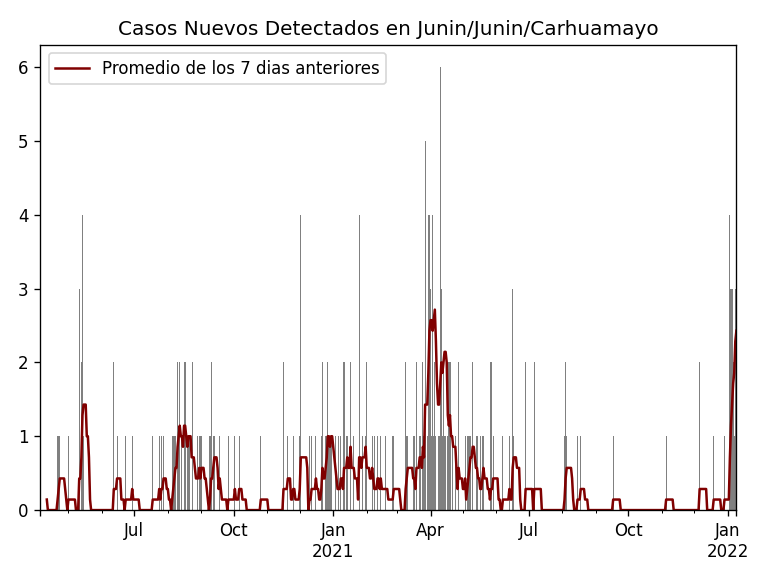 Casos Nuevos Detectados en Junin/Junin/Carhuamayo
Promedio de los 7 dias anteriores
6
5
4
3
2
1
0
Jul Oct Jan Apr Jul Oct Jan
2021 2022